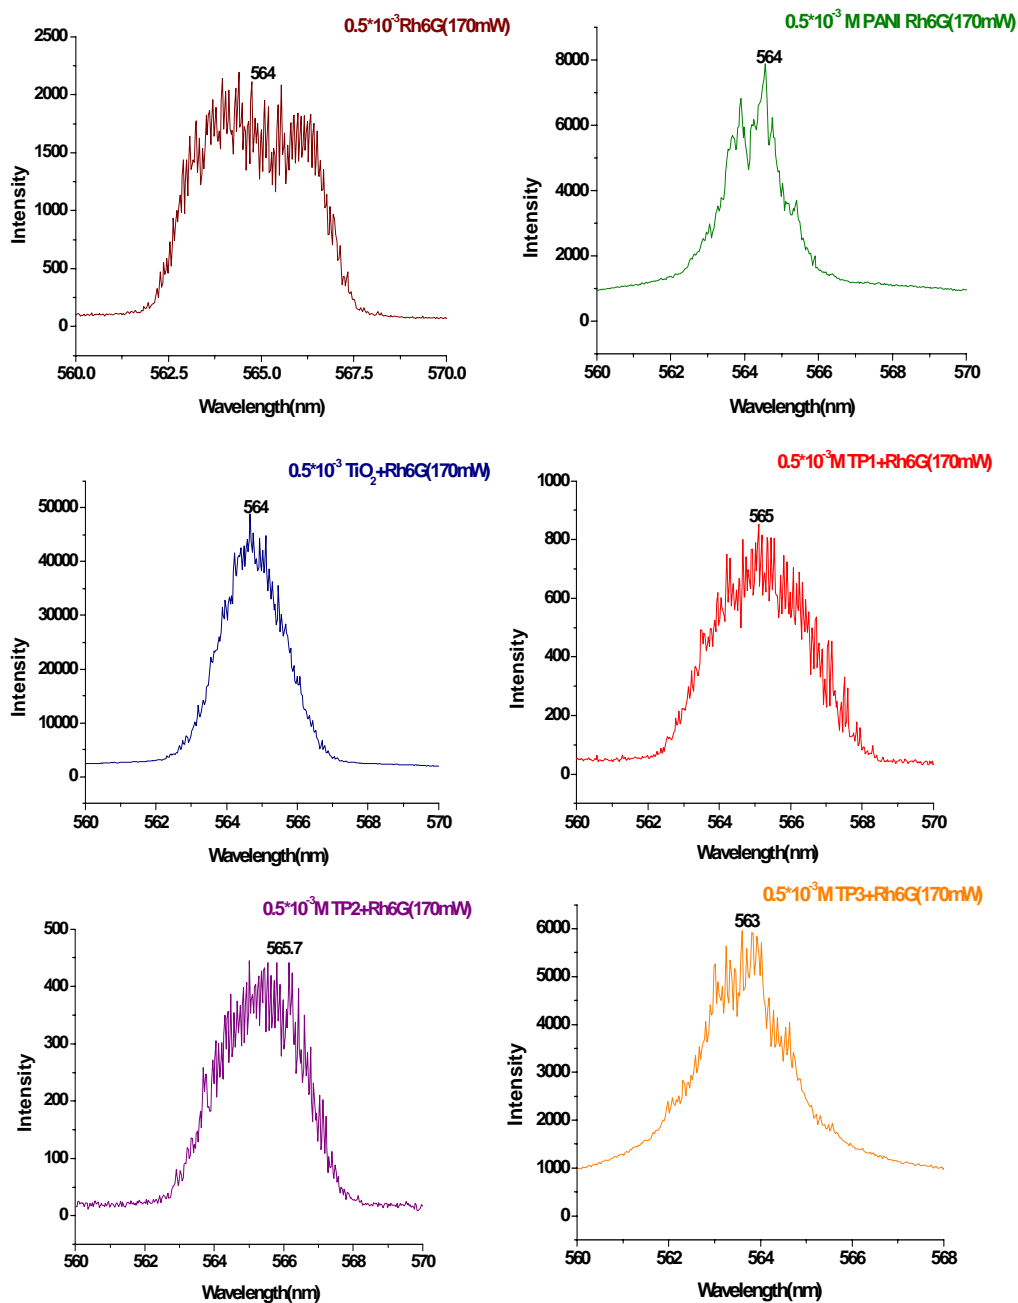 0.5*10⁻³Rh6G(170mW)
2500
2000
1500
1000
500
0
564
560.0 562.5 565.0 567.5 570.0
Intensity
Wavelength(nm)
0.5*10⁻³ M PANI Rh6G(170mW)
8000
6000
4000
2000
0
564
560 562 564 566 568 570
Intensity
Wavelength(nm)
0.5*10⁻³ TiO₂+Rh6G(170mW)
50000
40000
30000
20000
10000
0
564
560 562 564 566 568 570
Intensity
Wavelength(nm)
0.5*10⁻³M TP1+Rh6G(170mW)
1000
800
600
400
200
0
565
560 562 564 566 568 570
Intensity
Wavelength(nm)
0.5*10⁻³M TP2+Rh6G(170mW)
500
400
300
200
100
0
565.7
560 562 564 566 568 570
Intensity
Wavelength(nm)
0.5*10⁻³M TP3+Rh6G(170mW)
6000
5000
4000
3000
2000
1000
0
563
560 562 564 566 568
Intensity
Wavelength(nm)